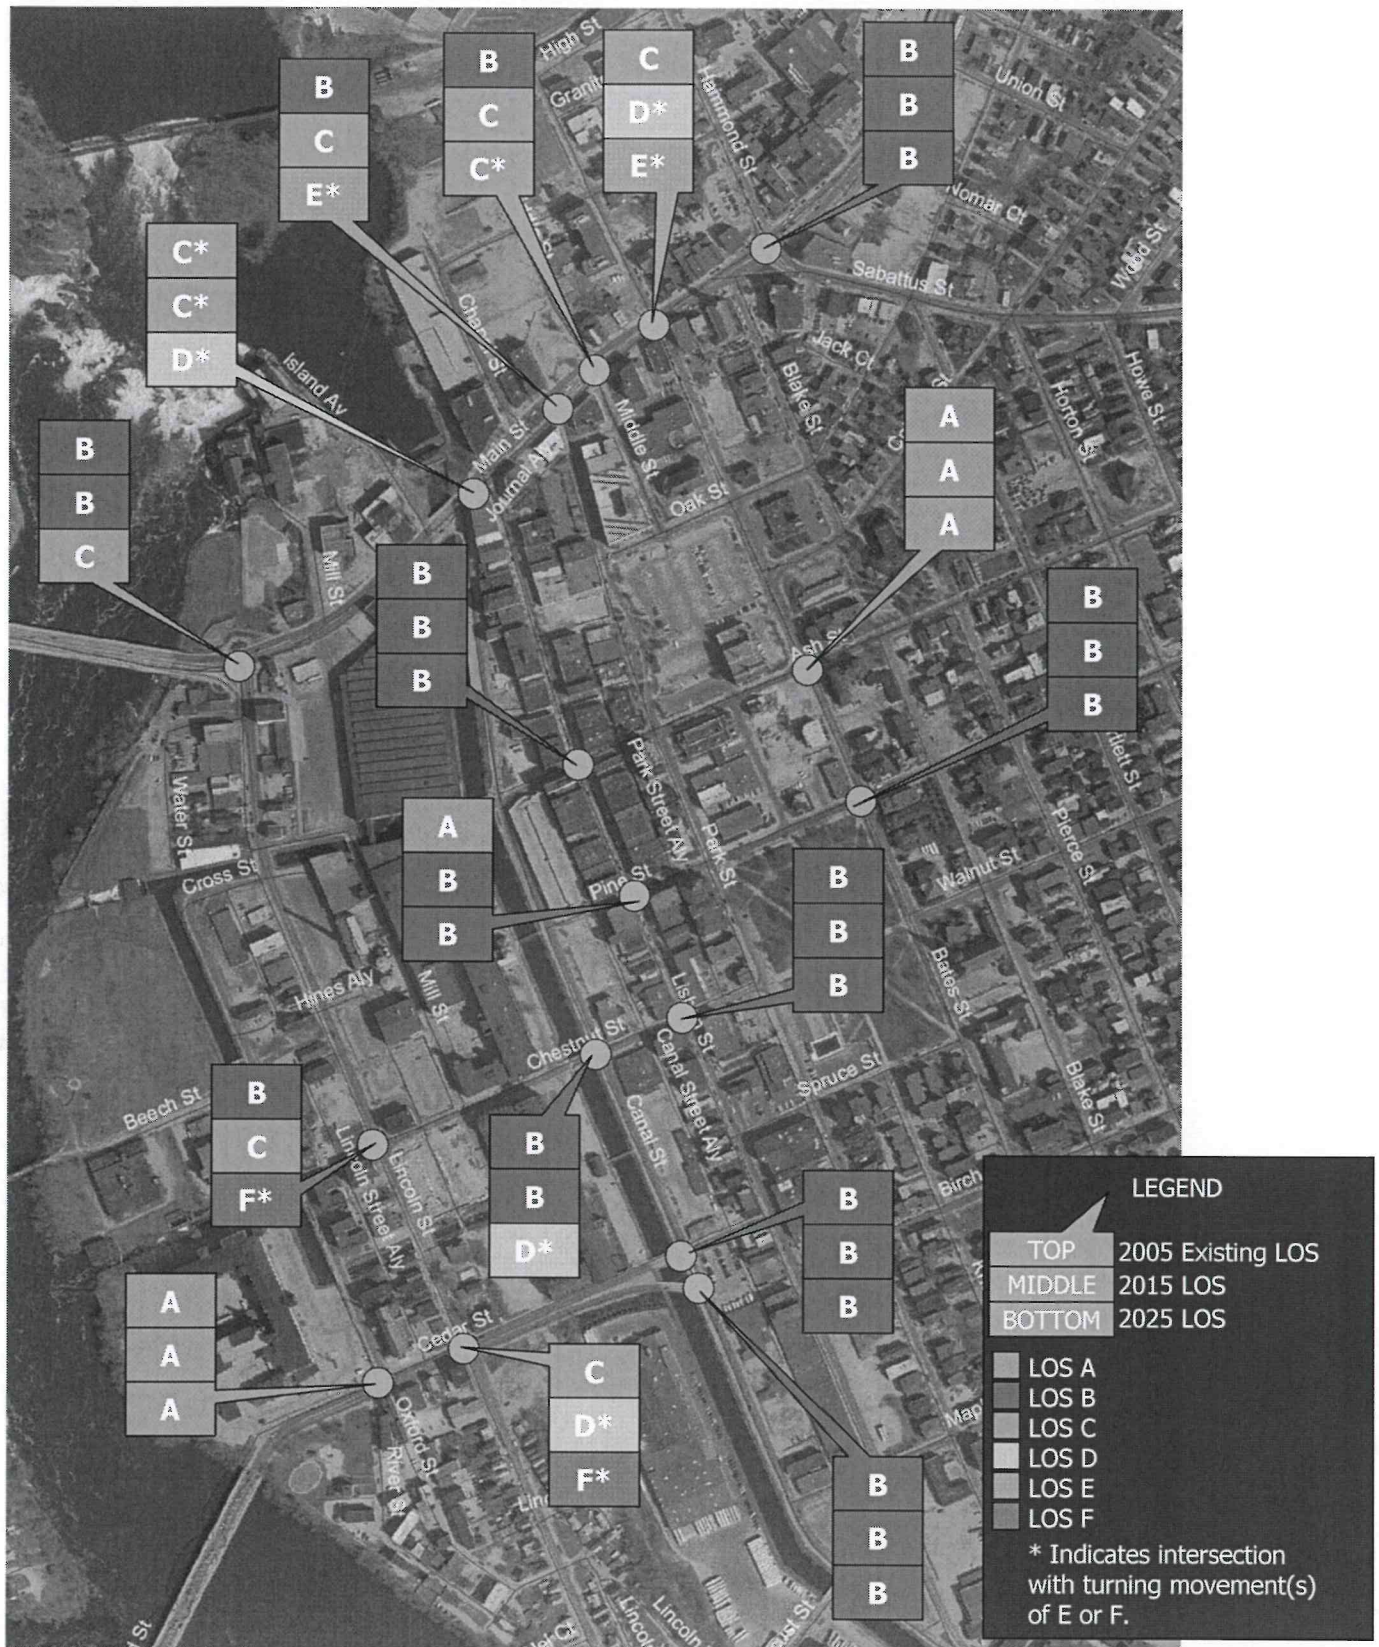 High St
Granit
Hammond St
Union St
Nomar Ct
Wood St
Sabattus St
Jack Ct
Howe St
Horton St
Blake St
Island Av
Main St
Journal Aly
Middle St
Oak St
Mill St
Ash St
Park Street Aly
Park St
Pine St
Walnut St
Pierce St
tlett St
Bates St
Blake St
Water St
Cross St
Hines Aly
Mill St
Chestnut St
Canal Street Aly
Canal St
Spruce St
Birch
Beech St
Lincoln Street Aly
Lincoln St
Cedar St
Oxford St
River St
Map
B
C
E*
B
C
C*
C
D*
E*
B
B
B
C*
C*
D*
B
B
C
B
B
B
A
A
A
B
B
B
A
B
B
B
B
B
B
C
F*
B
B
D*
B
B
B
A
A
A
C
D*
F*
B
B
B
LEGEND
TOP 2005 Existing LOS
MIDDLE 2015 LOS
BOTTOM 2025 LOS
LOS A
LOS B
LOS C
LOS D
LOS E
LOS F
* Indicates intersection
with turning movement(s)
of E or F.